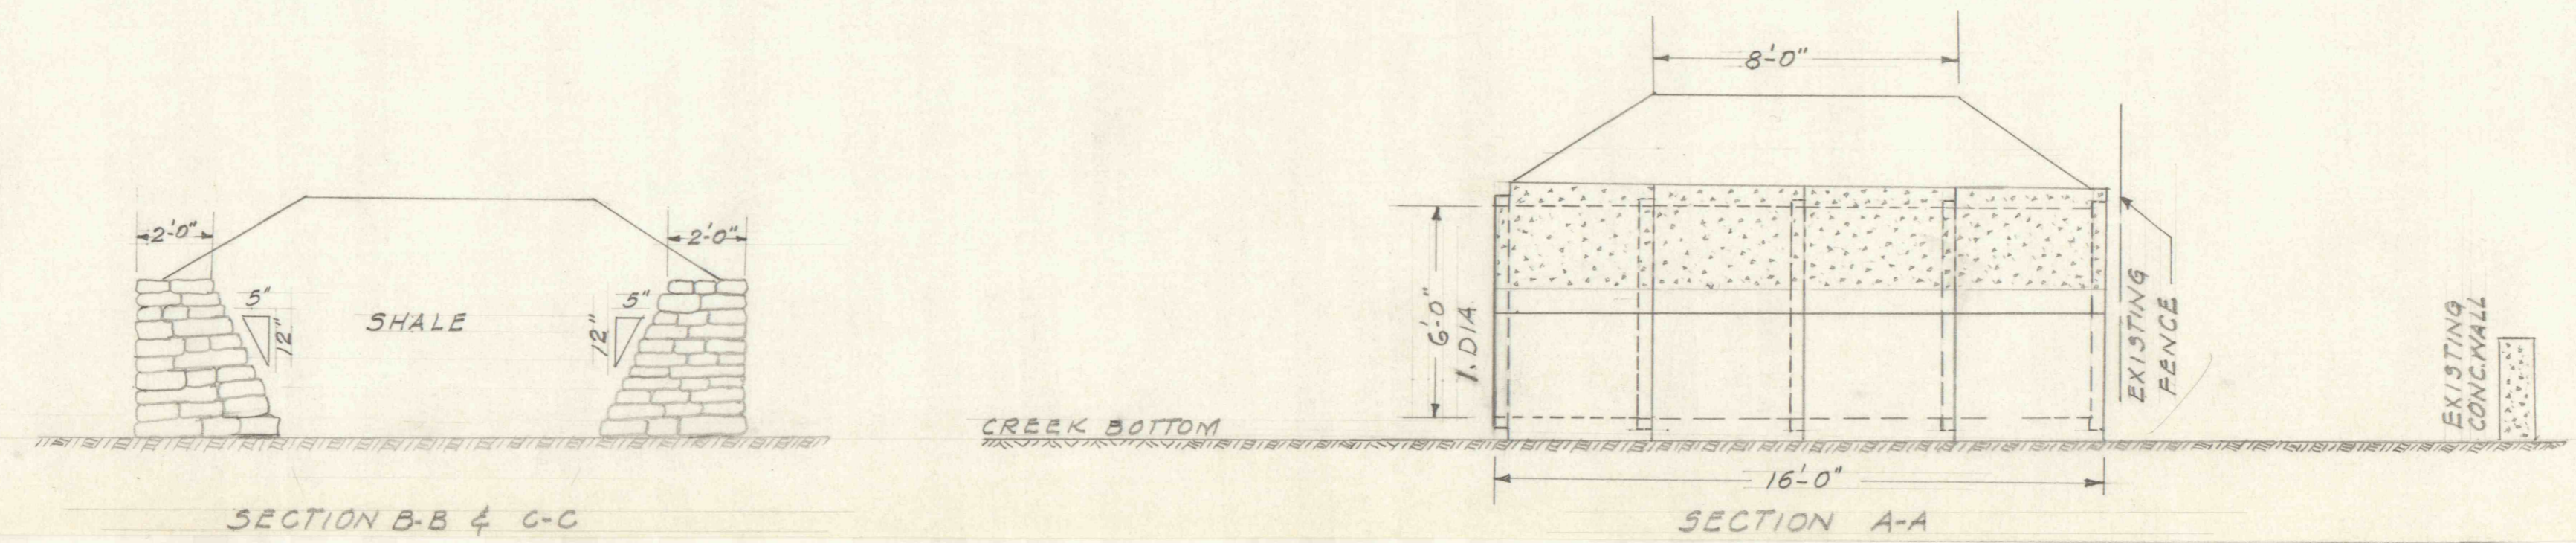 2'-0"
2'-0"
5"
12"
SHALE
5"
12"
SECTION B-B & C-C
CREEK BOTTOM
8'-0"
6'-0"
I. DIA.
16'-0"
EXISTING
FENCE
SECTION A-A
EXISTING
CONC. WALL